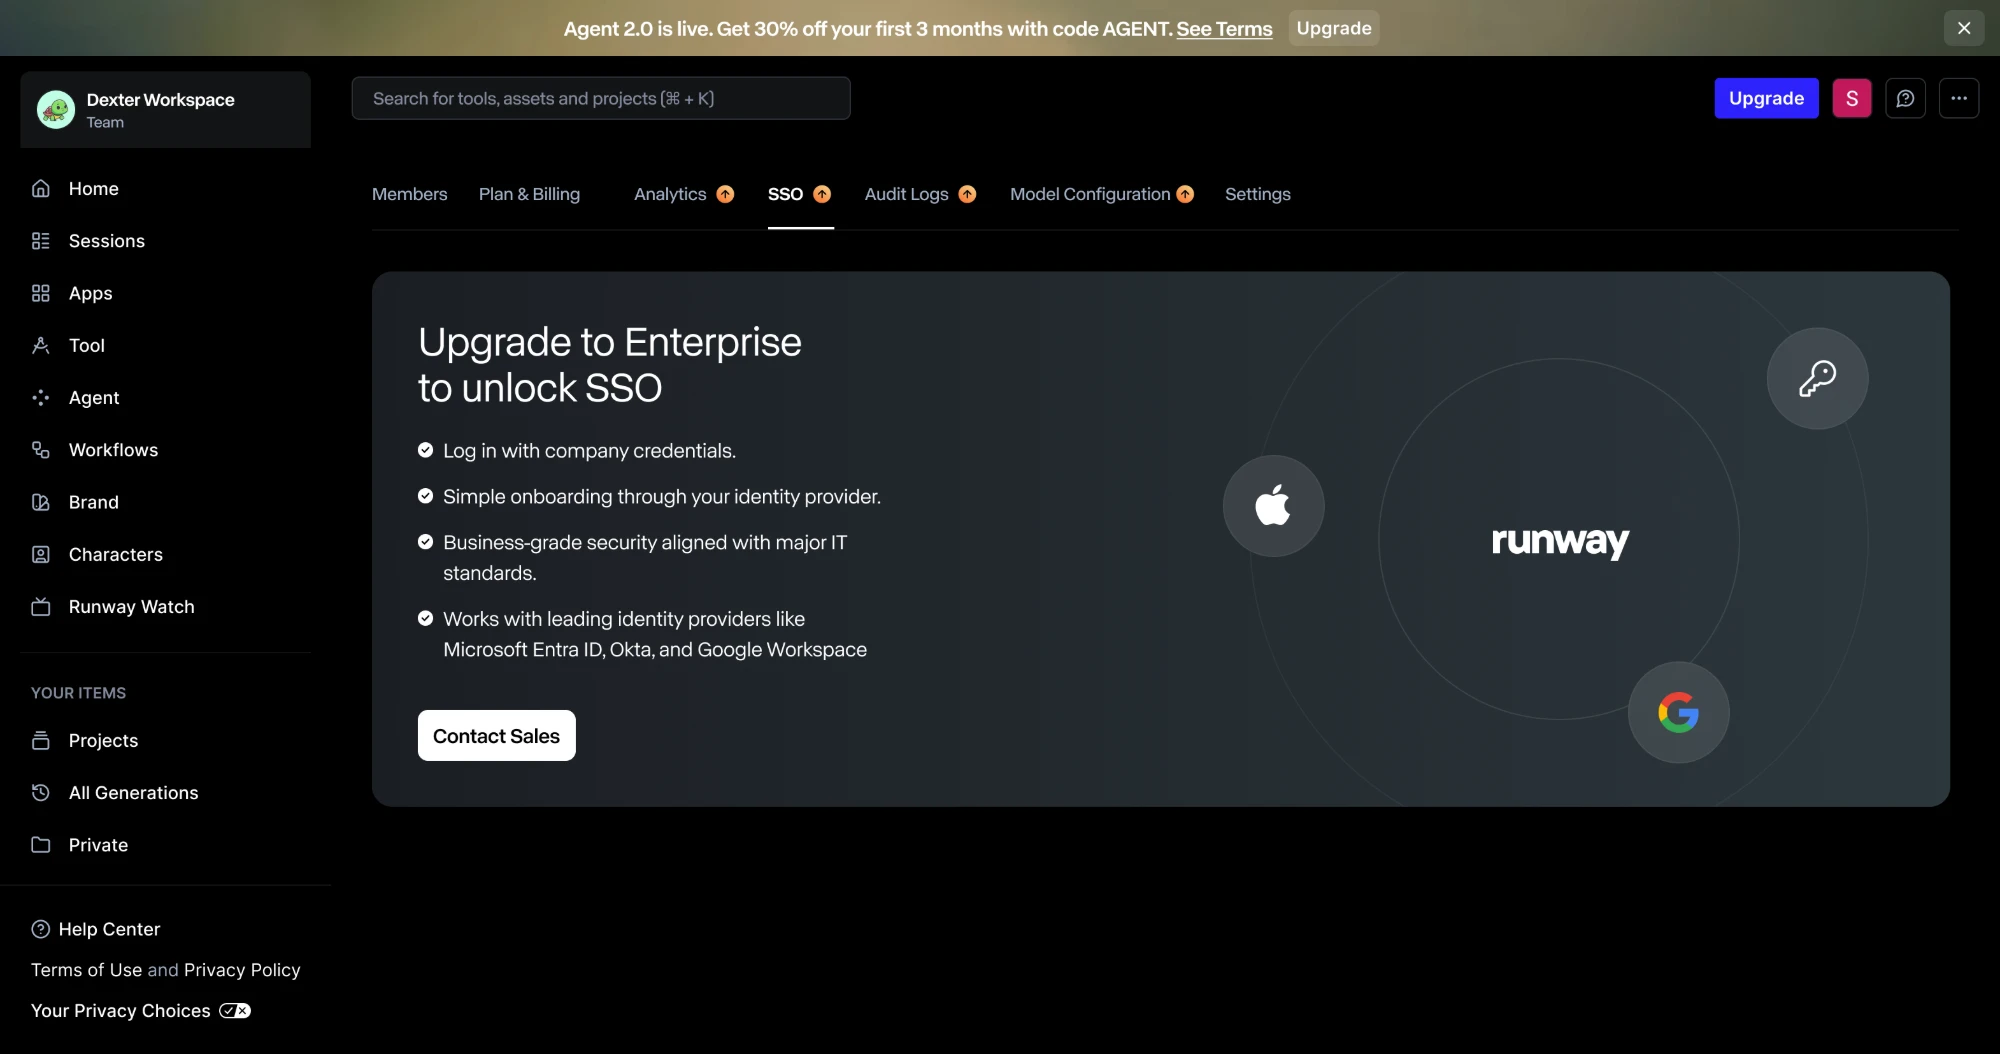 Agent 2.0 is live. Get 30% off your first 3 months with code AGENT. See Terms
Upgrade
Dexter Workspace
Team
Search for tools, assets and projects (⌘ + K)
Upgrade
S
Home
Sessions
Apps
Tool
Agent
Workflows
Brand
Characters
Runway Watch
YOUR ITEMS
Projects
All Generations
Private
Help Center
Terms of Use and Privacy Policy
Your Privacy Choices
Members
Plan & Billing
Analytics
SSO
Audit Logs
Model Configuration
Settings
Upgrade to Enterprise
to unlock SSO
Log in with company credentials.
Simple onboarding through your identity provider.
Business-grade security aligned with major IT
standards.
Works with leading identity providers like
Microsoft Entra ID, Okta, and Google Workspace
Contact Sales
runway